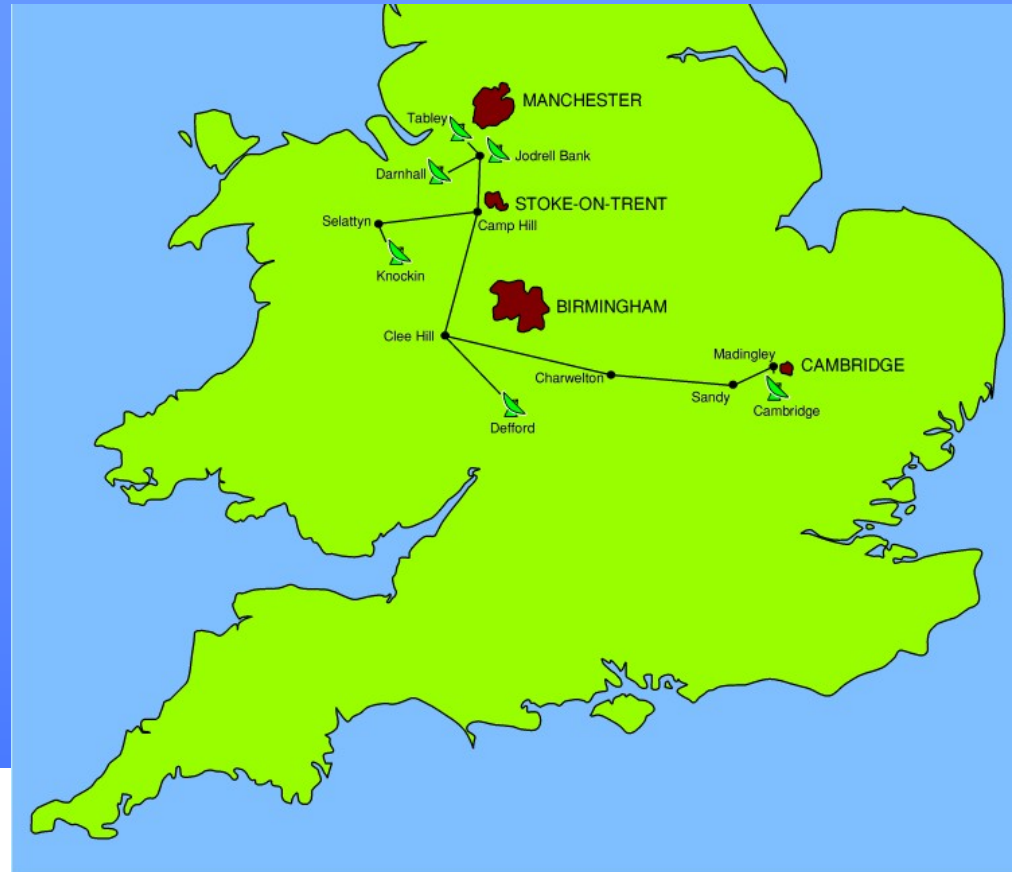 MANCHESTER
Tabley
Jodrell Bank
Darnhall
STOKE-ON-TRENT
Selattyn
Camp Hill
Knockin
BIRMINGHAM
Clee Hill
Madingley
CAMBRIDGE
Charwelton
Sandy
Cambridge
Defford